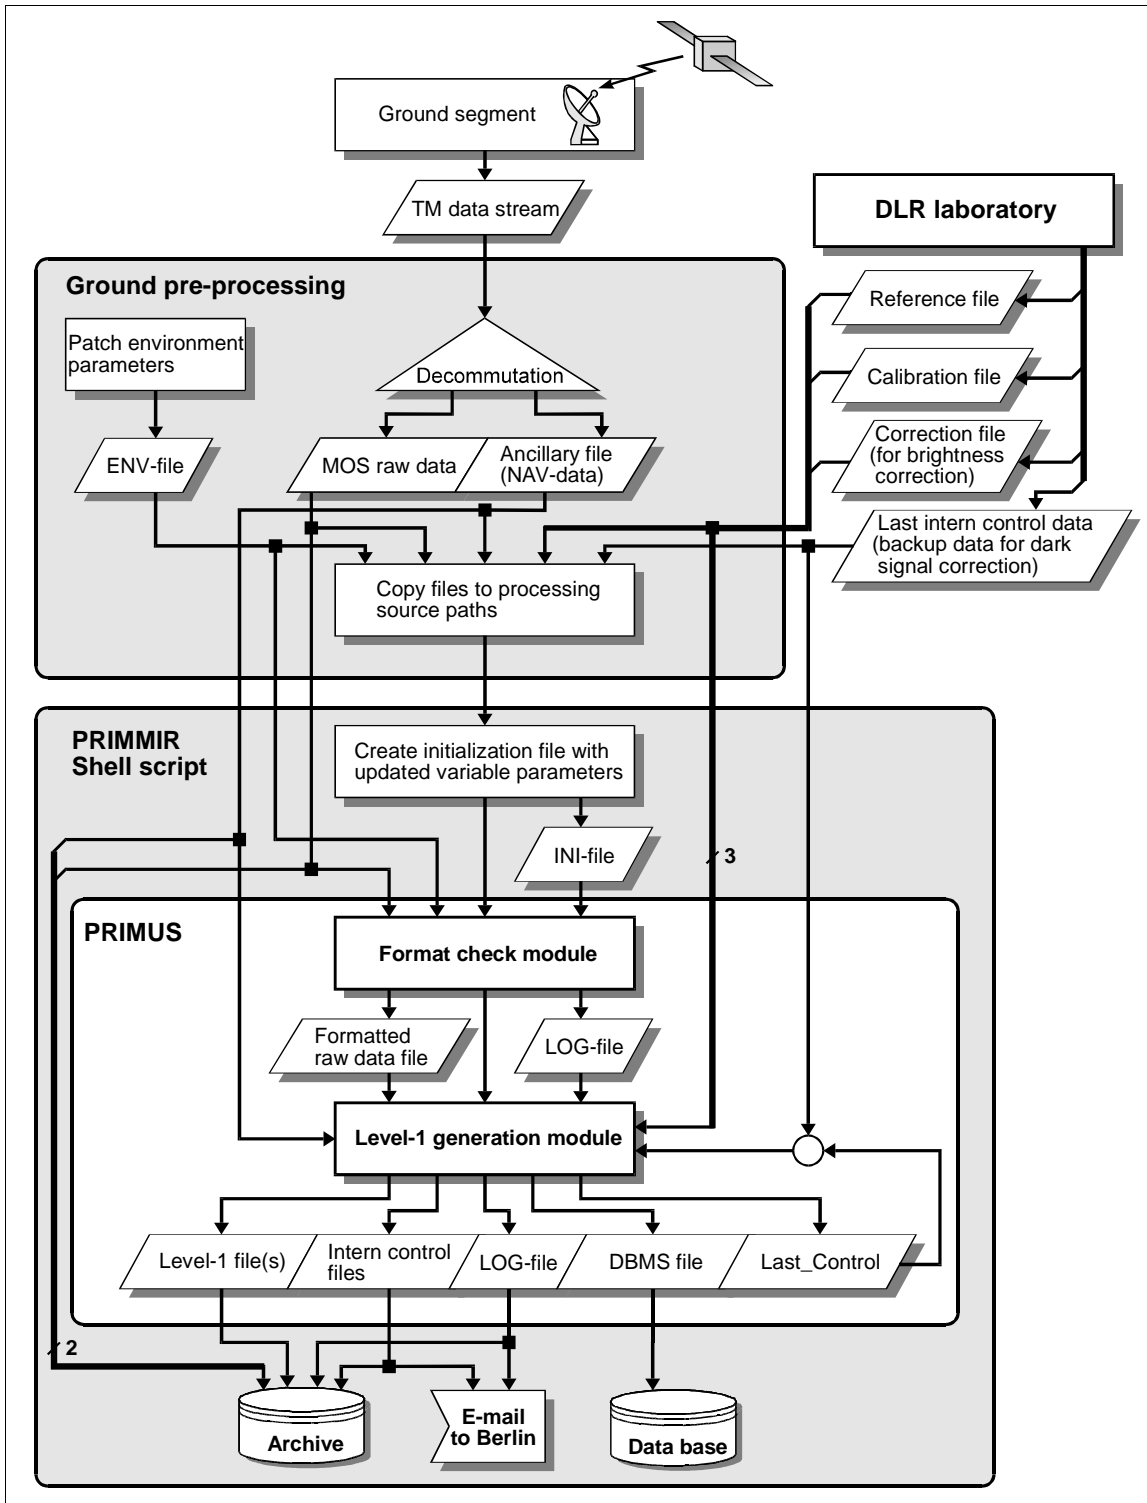 Ground segment
TM data stream
DLR laboratory
Ground pre-processing
Reference file
Patch environment
parameters
Decommutation
Calibration file
ENV-file
MOS raw data
Ancillary file
(NAV-data)
Correction file
(for brightness
correction)
Last intern control data
(backup data for dark
signal correction)
Copy files to processing
source paths
PRIMMIR
Shell script
Create initialization file with
updated variable parameters
INI-file
3
PRIMUS
Format check module
Formatted
raw data file
LOG-file
Level-1 generation module
Level-1 file(s)
Intern control
files
LOG-file
DBMS file
Last_Control
2
Archive
E-mail
to Berlin
Data base